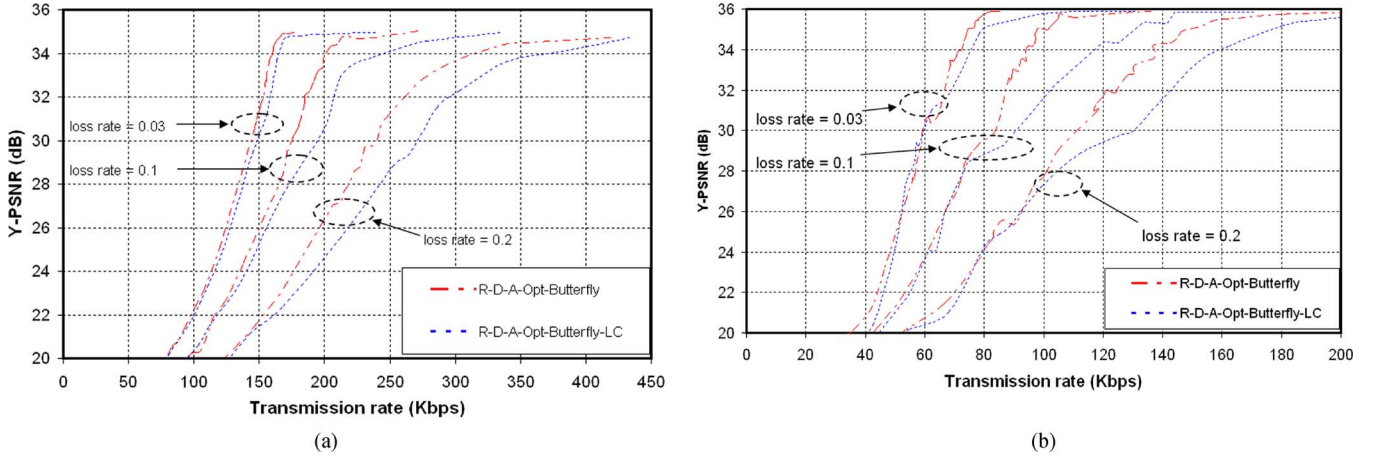 36
34
32
30
28
26
24
22
20
Y-PSNR (dB)
loss rate = 0.03
loss rate = 0.1
loss rate = 0.2
R-D-A-Opt-Butterfly
R-D-A-Opt-Butterfly-LC
0 50 100 150 200 250 300 350 400 450
Transmission rate (Kbps)
(a)
36
34
32
30
28
26
24
22
20
Y-PSNR (dB)
loss rate = 0.03
loss rate = 0.1
loss rate = 0.2
R-D-A-Opt-Butterfly
R-D-A-Opt-Butterfly-LC
0 20 40 60 80 100 120 140 160 180 200
Transmission rate (Kbps)
(b)